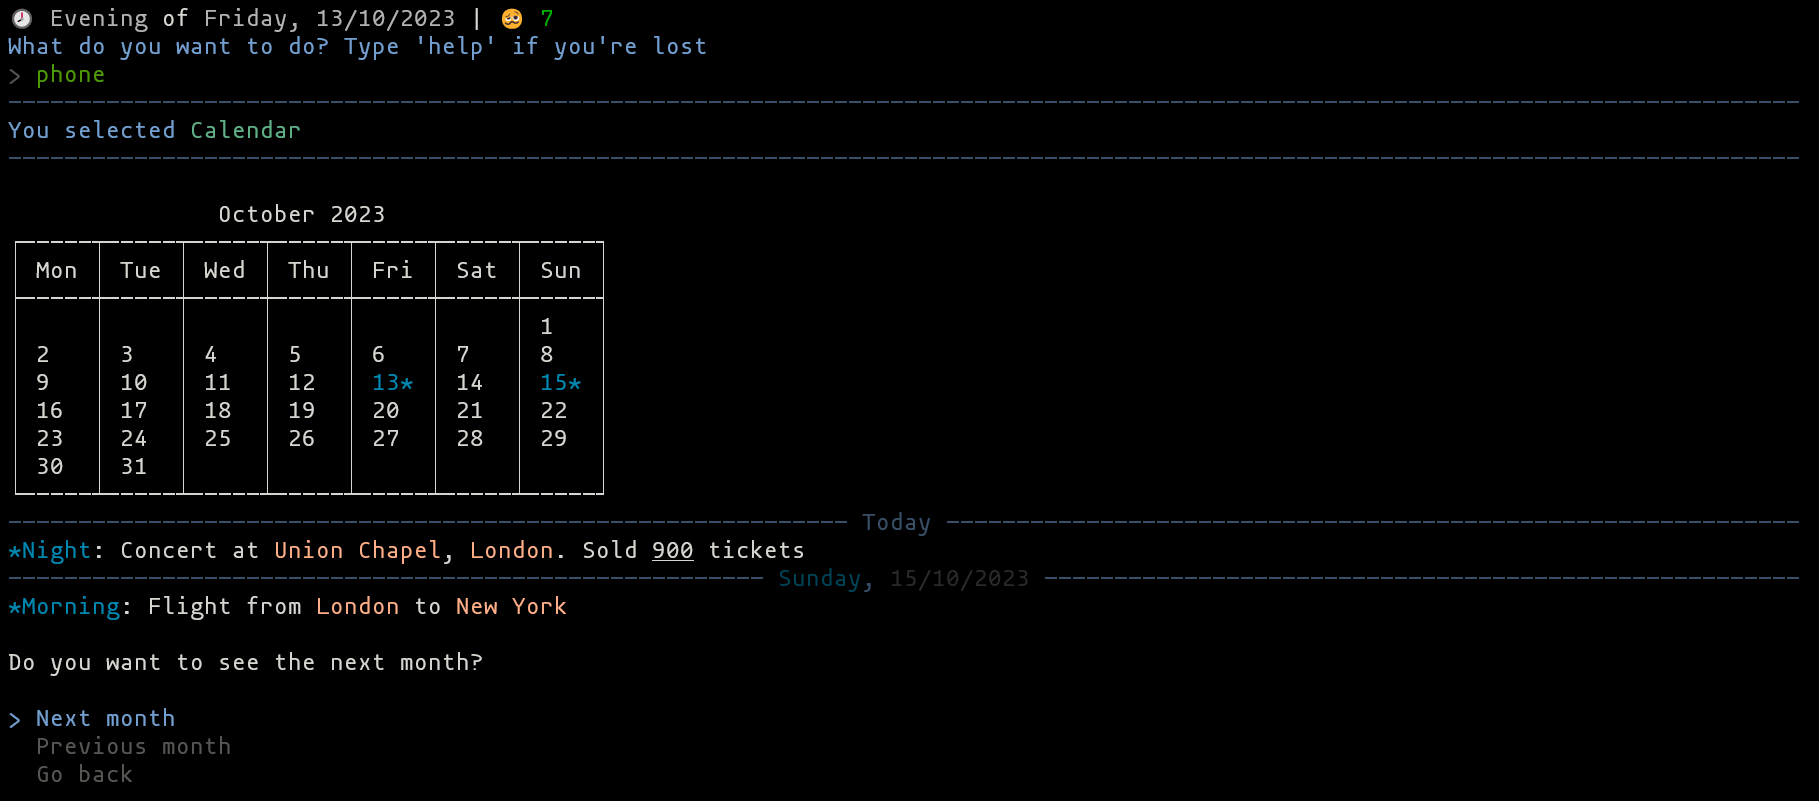 🕗 Evening of Friday, 13/10/2023 | 🥺 7
What do you want to do? Type 'help' if you're lost
> phone
You selected Calendar
October 2023
Mon Tue Wed Thu Fri Sat Sun
1
2 3 4 5 6 7 8
9 10 11 12 13* 14 15*
16 17 18 19 20 21 22
23 24 25 26 27 28 29
30 31
Today
*Night: Concert at Union Chapel, London. Sold 900 tickets
Sunday, 15/10/2023
*Morning: Flight from London to New York
Do you want to see the next month?
> Next month
Previous month
Go back